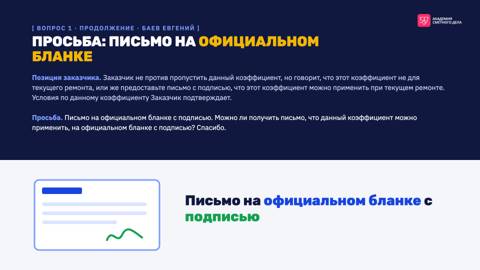 [ ВОПРОС 1 · ПРОДОЛЖЕНИЕ · БАЕВ ЕВГЕНИЙ ]
АКАДЕМИЯ
СМЕТНОГО ДЕЛА
ПРОСЬБА: ПИСЬМО НА ОФИЦИАЛЬНОМ
БЛАНКЕ
Позиция заказчика. Заказчик не против пропустить данный коэффициент, но говорит, что этот коэффициент не для
текущего ремонта, или же предоставьте письмо с подписью, что этот коэффициент можно применить при текущем ремонте.
Условия по данному коэффициенту Заказчик подтверждает.
Просьба. Письмо на официальном бланке с подписью. Можно ли получить письмо, что данный коэффициент можно
применить, на официальном бланке с подписью? Спасибо.
Письмо на официальном бланке с
подписью